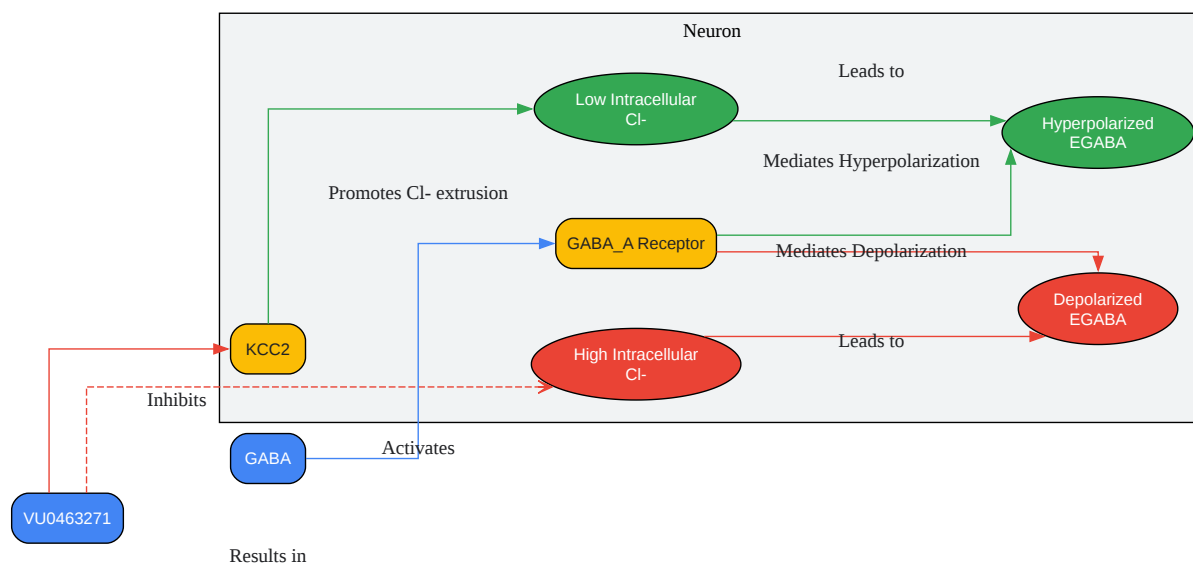 Neuron
Leads to
Low Intracellular
Cl-
Hyperpolarized
EGABA
Mediates Hyperpolarization
Promotes Cl- extrusion
GABA_A Receptor
Mediates Depolarization
Depolarized
EGABA
KCC2
High Intracellular
Cl-
Leads to
Inhibits
Activates
GABA
VU0463271
Results in